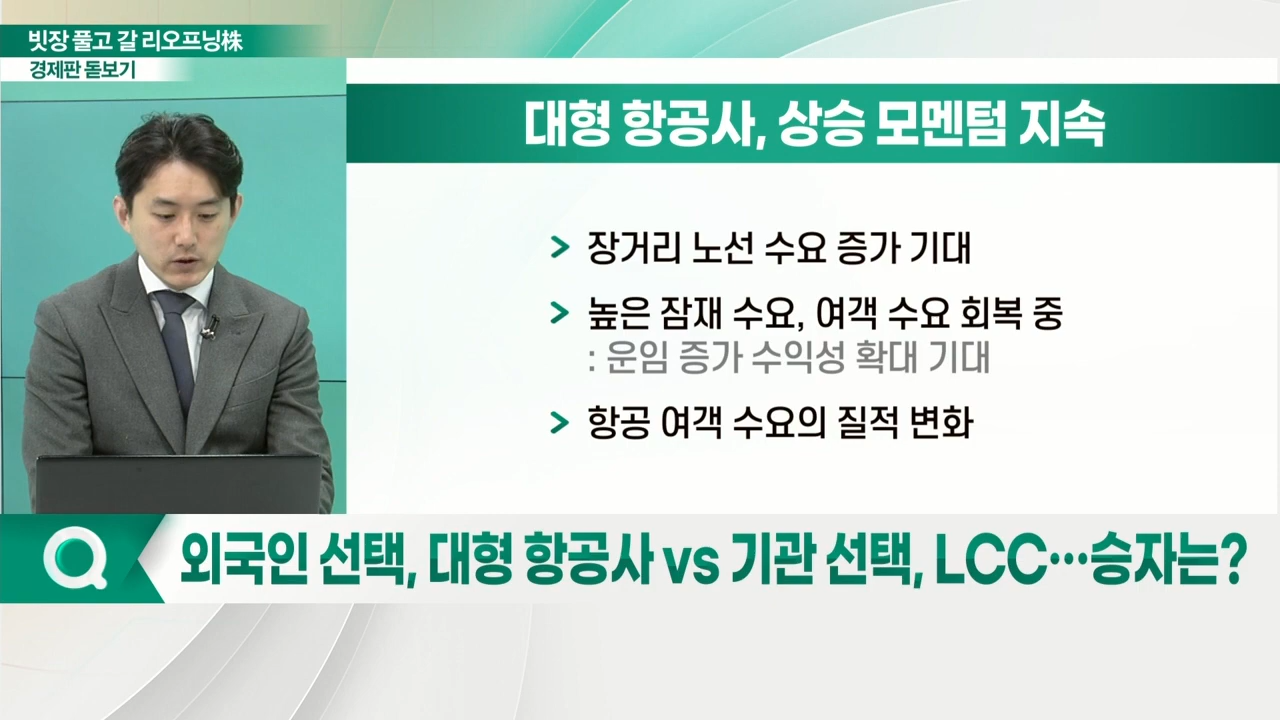 빗장 풀고 갈 리오프닝株
경제판 돋보기
대형 항공사, 상승 모멘텀 지속
> 장거리 노선 수요 증가 기대
> 높은 잠재 수요, 여객 수요 회복 중
: 운임 증가 수익성 확대 기대
> 항공 여객 수요의 질적 변화
외국인 선택, 대형 항공사 vs 기관 선택, LCC…승자는?